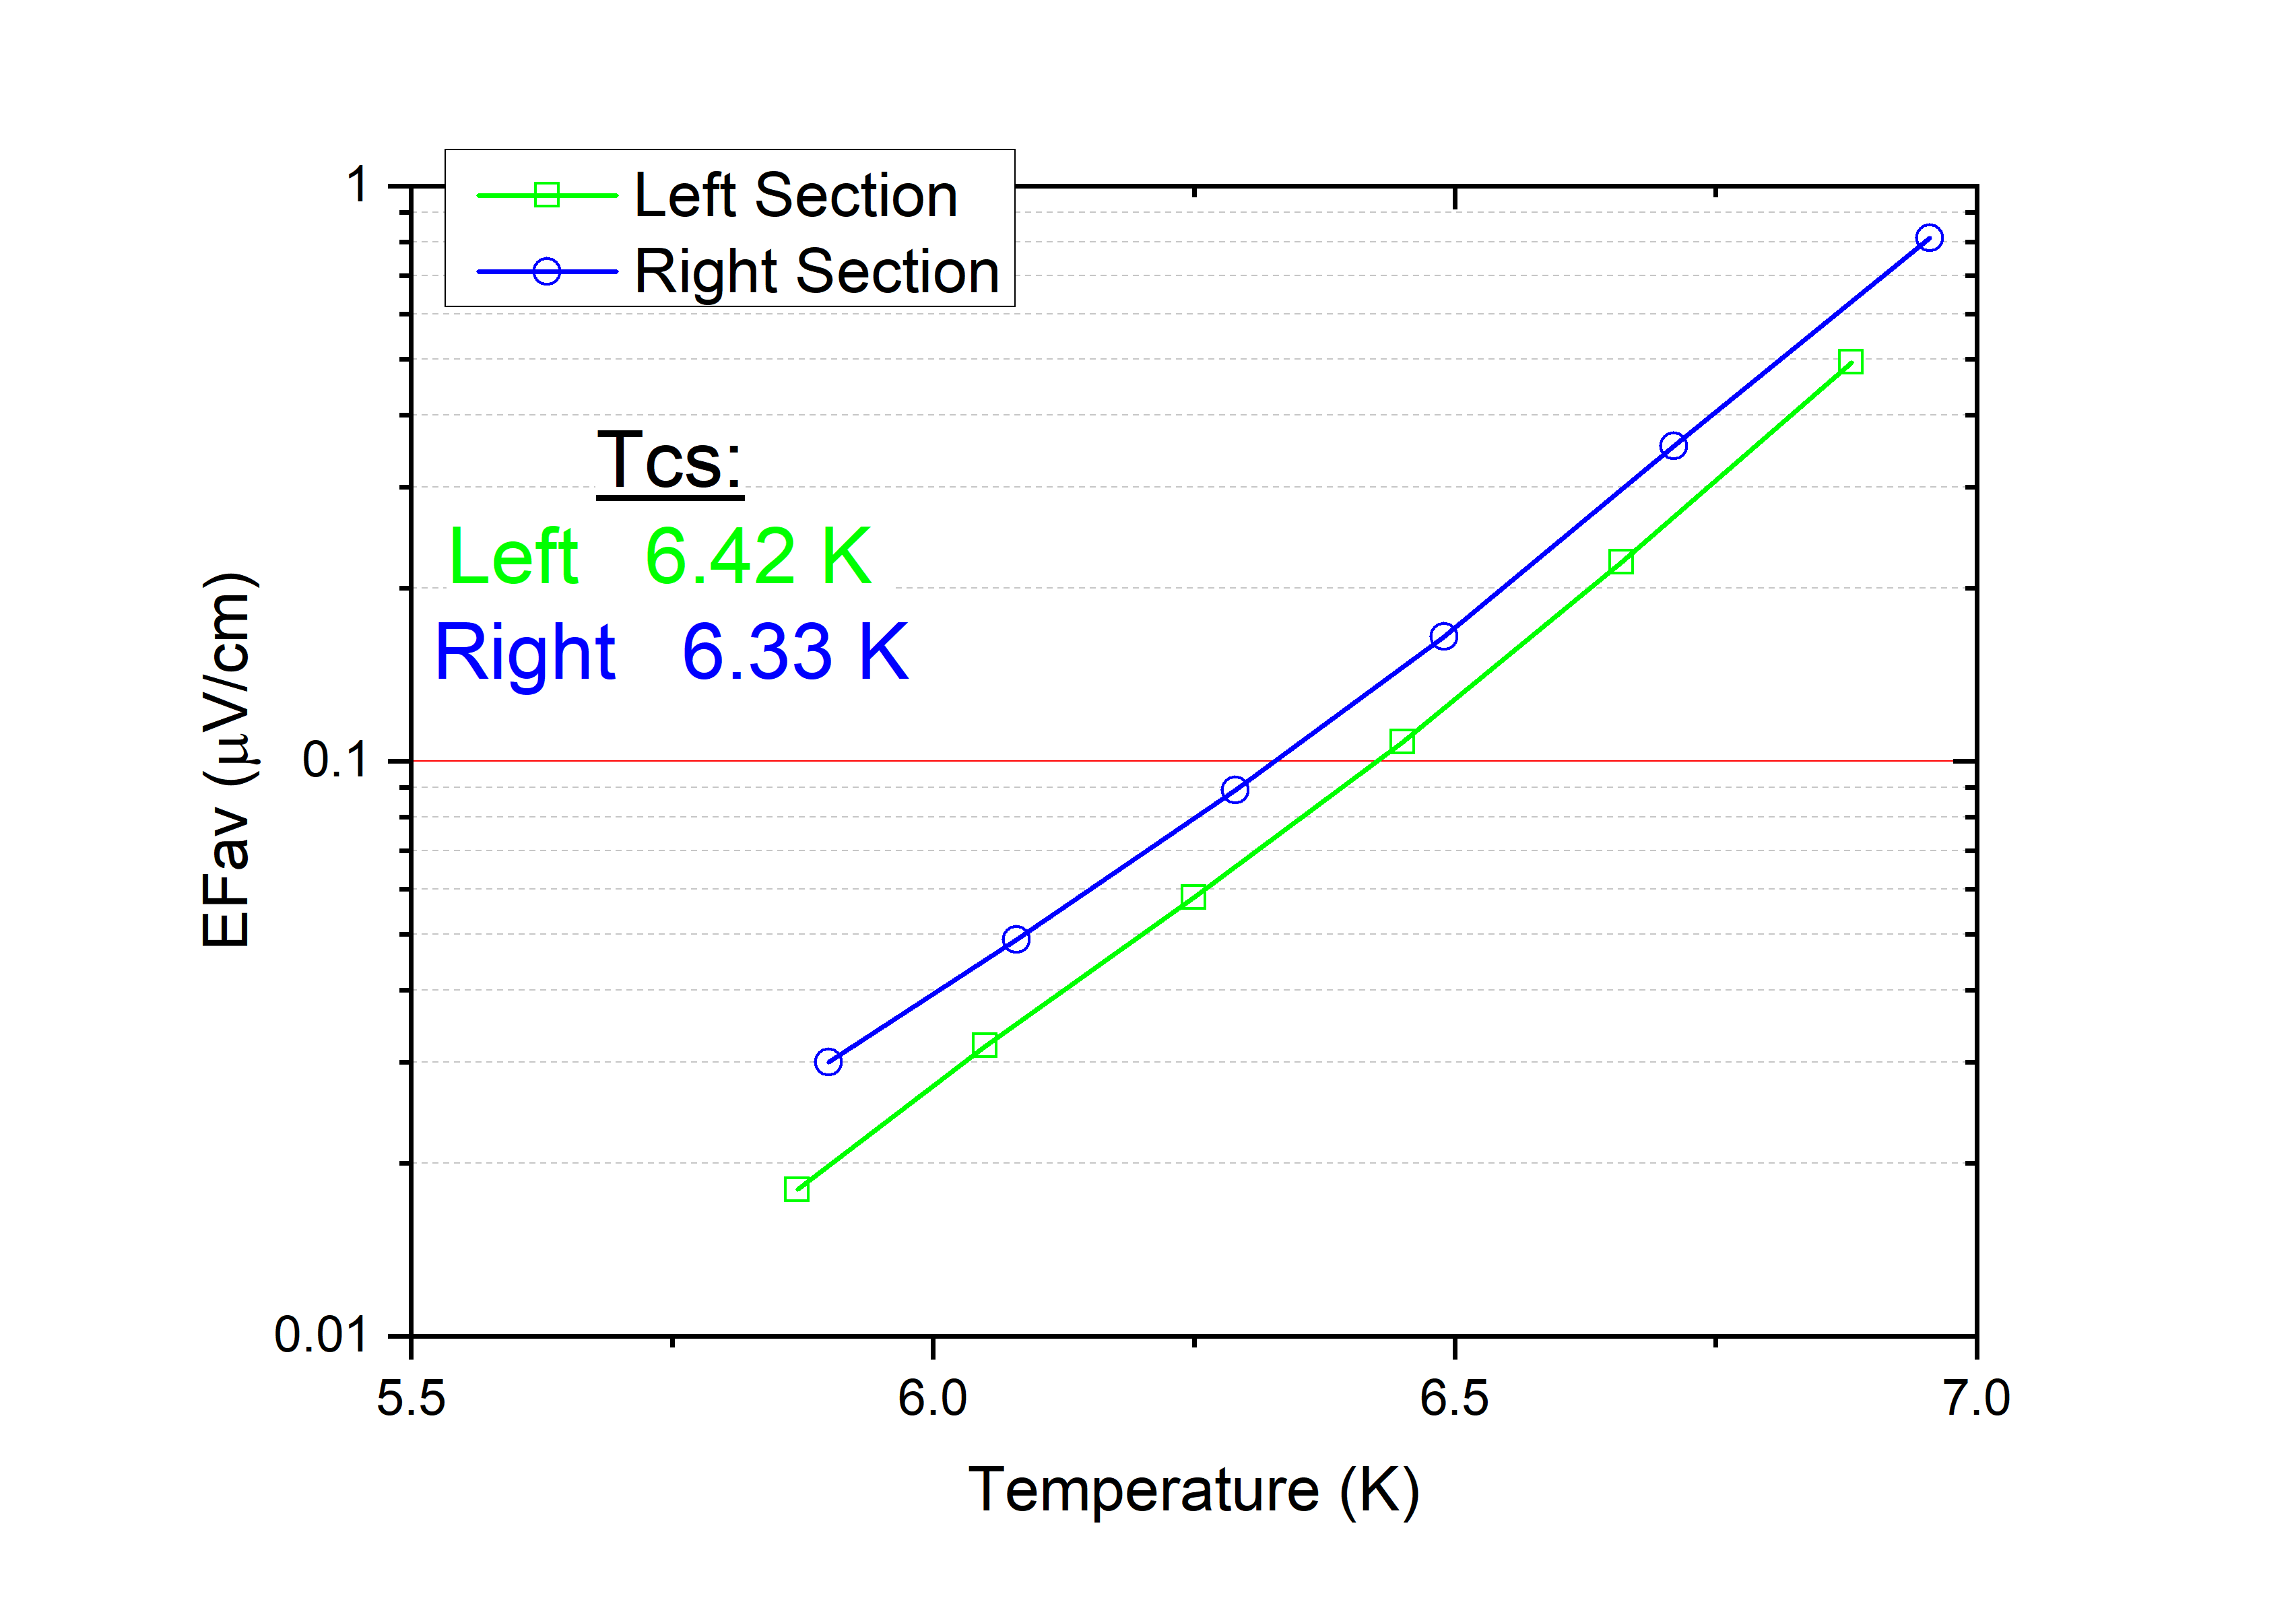 Left Section
Right Section
Tcs:
Left 6.42 K
Right 6.33 K
EFav (μV/cm)
1
0.1
0.01
5.5 6.0 6.5 7.0
Temperature (K)